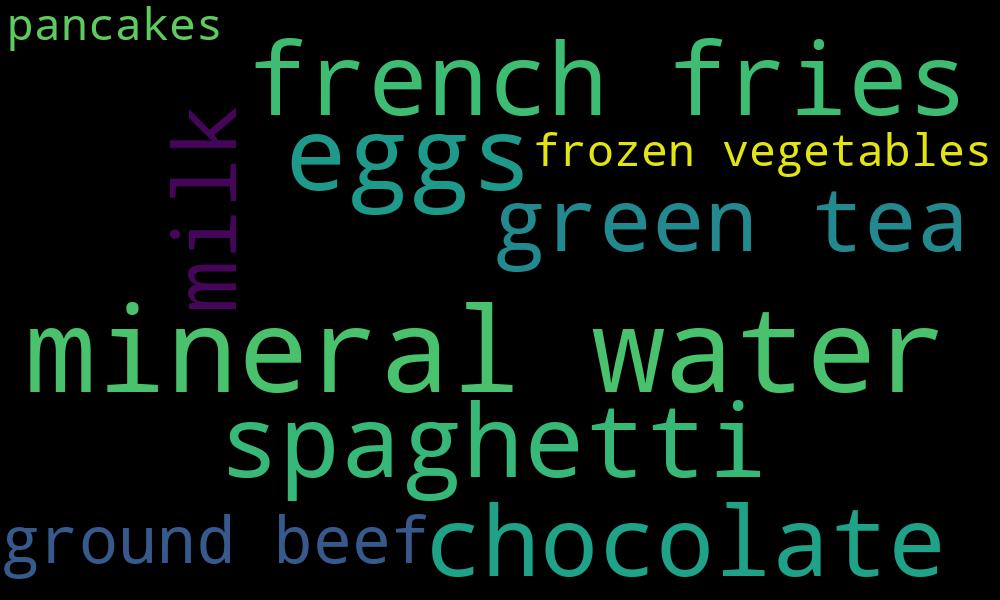 pancakes
french fries
milk
eggs
frozen vegetables
green tea
mineral water
spaghetti
ground beef
chocolate